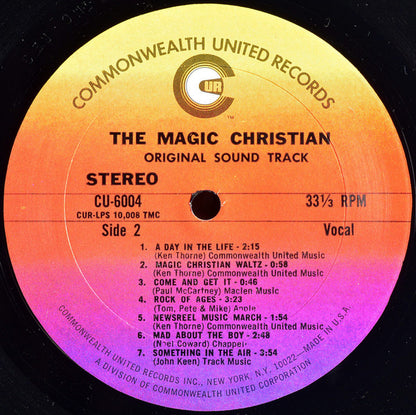 COMMONWEALTH UNITED RECORDS
CUR
TM
THE MAGIC CHRISTIAN
ORIGINAL SOUND TRACK
STEREO
CU-6004 33⅓ RPM
CUR-LPS 10,006 TMC
Side 2 Vocal
1. A DAY IN THE LIFE - 2:15
(Ken Thorne) Commonwealth United Music
2. MAGIC CHRISTIAN WALTZ - 0:58
(Ken Thorne) Commonwealth United Music
3. COME AND GET IT - 0:46
(Paul McCartney) Maclen Music
4. ROCK OF AGES - 3:23
(Tom, Pete & Mike) Apple
5. NEWSREEL MUSIC MARCH - 1:54
(Ken Thorne) Commonwealth United Music
6. MAD ABOUT THE BOY - 2:48
(Noel Coward) Chappel
7. SOMETHING IN THE AIR - 3:54
(John Keen) Track Music
COMMONWEALTH UNITED RECORDS INC., NEW YORK, N.Y. 10022—MADE IN U.S.A.
A DIVISION OF COMMONWEALTH UNITED CORPORATION